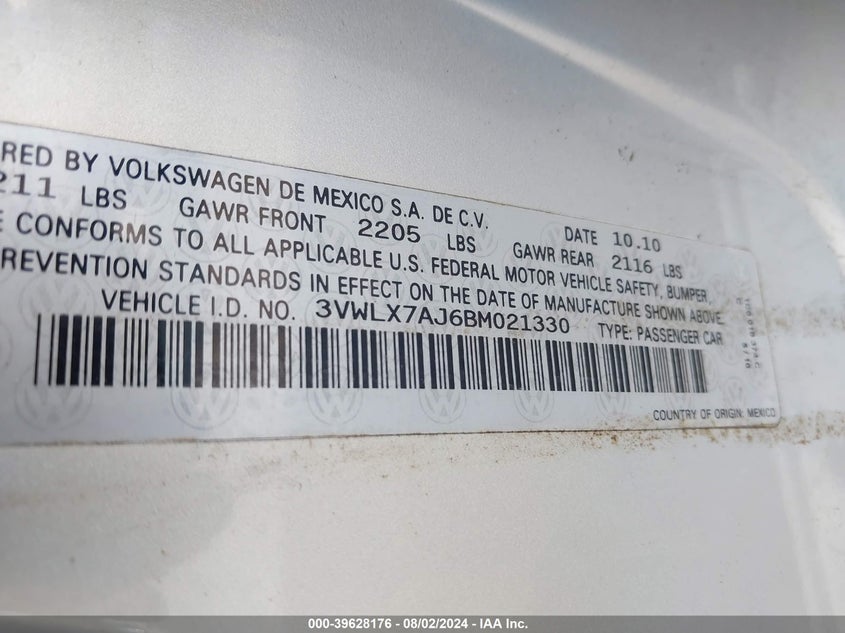 RED BY VOLKSWAGEN DE MEXICO S.A. DE C.V. DATE 10.10
211 LBS GAWR FRONT 2205 LBS GAWR REAR 2116 LBS
E CONFORMS TO ALL APPLICABLE U.S. FEDERAL MOTOR VEHICLE SAFETY, BUMPER,
REVENTION STANDARDS IN EFFECT ON THE DATE OF MANUFACTURE SHOWN ABOVE.
VEHICLE I.D. NO. 3VWLX7AJ6BM021330 TYPE: PASSENGER CAR
COUNTRY OF ORIGIN: MEXICO
000-39628176 - 08/02/2024 - IAA Inc.